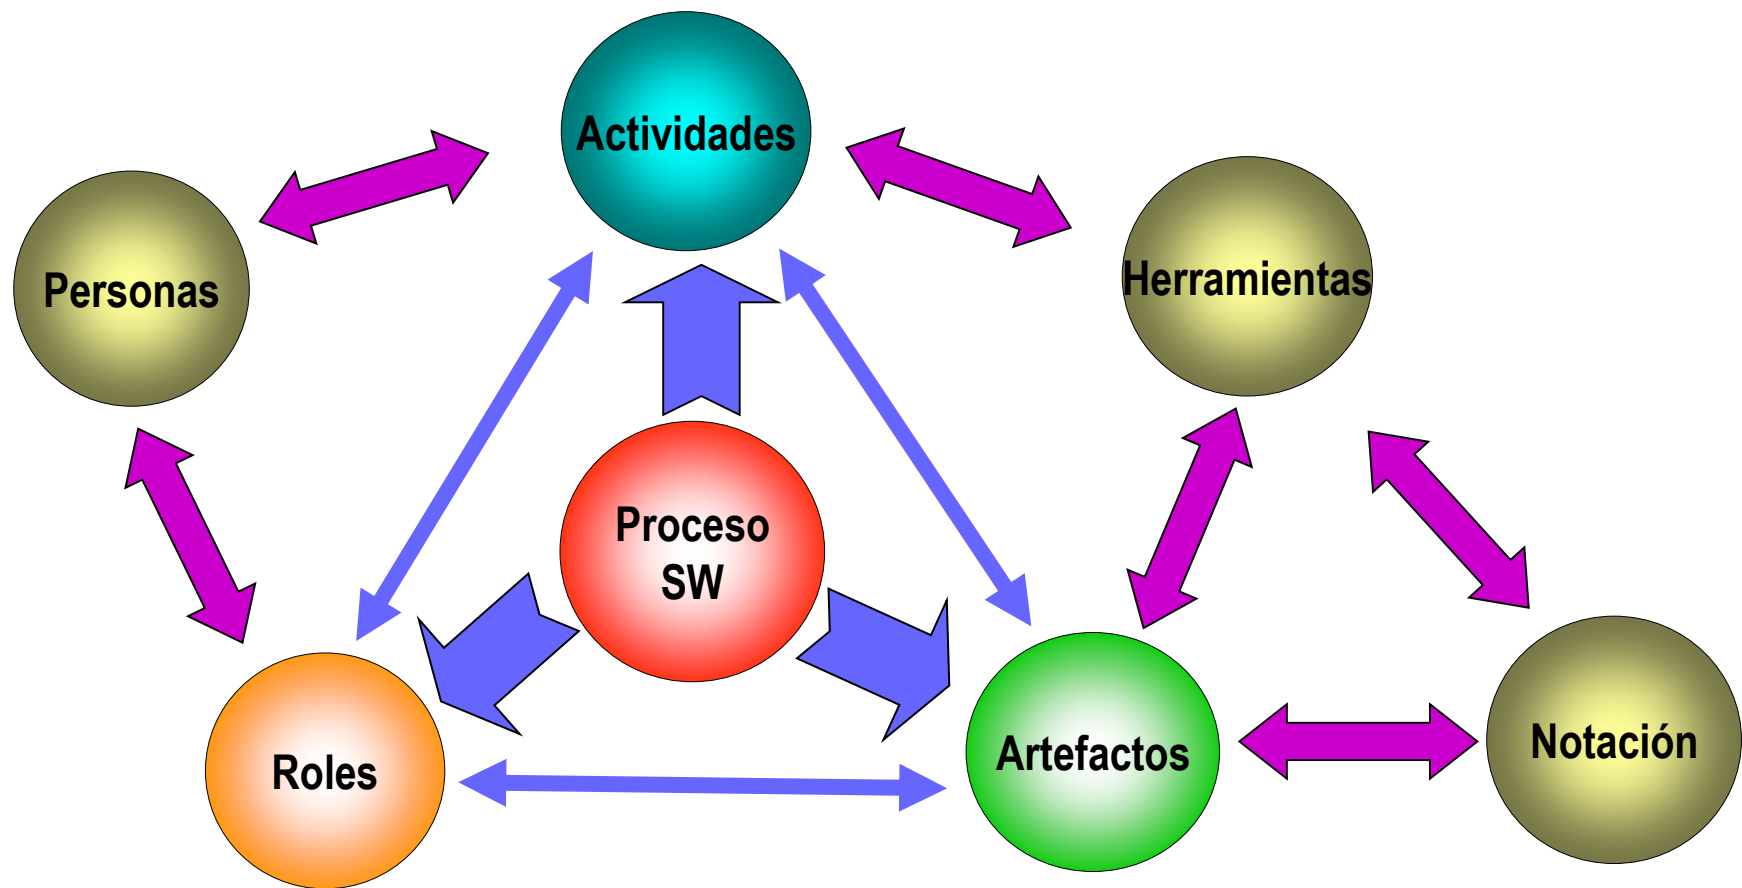 Actividades
Personas
Herramientas
Proceso
SW
Roles
Artefactos
Notación